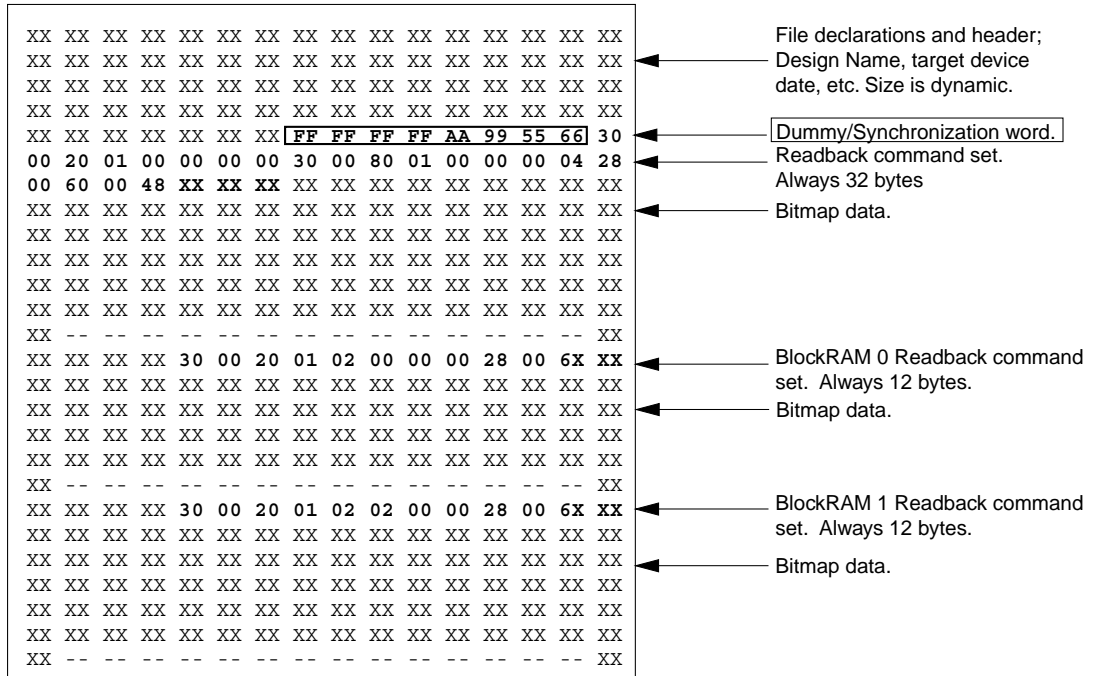 XX XX XX XX XX XX XX XX XX XX XX XX XX XX XX XX
XX XX XX XX XX XX XX XX XX XX XX XX XX XX XX XX
XX XX XX XX XX XX XX XX XX XX XX XX XX XX XX XX
XX XX XX XX XX XX XX XX XX XX XX XX XX XX XX XX
XX XX XX XX XX XX XX FF FF FF FF AA 99 55 66 30
00 20 01 00 00 00 00 30 00 80 01 00 00 00 04 28
00 60 00 48 XX XX XX XX XX XX XX XX XX XX XX XX
XX XX XX XX XX XX XX XX XX XX XX XX XX XX XX XX
XX XX XX XX XX XX XX XX XX XX XX XX XX XX XX XX
XX XX XX XX XX XX XX XX XX XX XX XX XX XX XX XX
XX XX XX XX XX XX XX XX XX XX XX XX XX XX XX XX
XX XX XX XX XX XX XX XX XX XX XX XX XX XX XX XX
XX -- -- -- -- -- -- -- -- -- -- -- -- -- -- XX
XX XX XX XX 30 00 20 01 02 00 00 00 28 00 6X XX
XX XX XX XX XX XX XX XX XX XX XX XX XX XX XX XX
XX XX XX XX XX XX XX XX XX XX XX XX XX XX XX XX
XX XX XX XX XX XX XX XX XX XX XX XX XX XX XX XX
XX XX XX XX XX XX XX XX XX XX XX XX XX XX XX XX
XX -- -- -- -- -- -- -- -- -- -- -- -- -- -- XX
XX XX XX XX 30 00 20 01 02 02 00 00 28 00 6X XX
XX XX XX XX XX XX XX XX XX XX XX XX XX XX XX XX
XX XX XX XX XX XX XX XX XX XX XX XX XX XX XX XX
XX XX XX XX XX XX XX XX XX XX XX XX XX XX XX XX
XX XX XX XX XX XX XX XX XX XX XX XX XX XX XX XX
XX XX XX XX XX XX XX XX XX XX XX XX XX XX XX XX
XX -- -- -- -- -- -- -- -- -- -- -- -- -- -- XX
File declarations and header;
Design Name, target device
date, etc. Size is dynamic.
Dummy/Synchronization word.
Readback command set.
Always 32 bytes
Bitmap data.
BlockRAM 0 Readback command
set. Always 12 bytes.
Bitmap data.
BlockRAM 1 Readback command
set. Always 12 bytes.
Bitmap data.